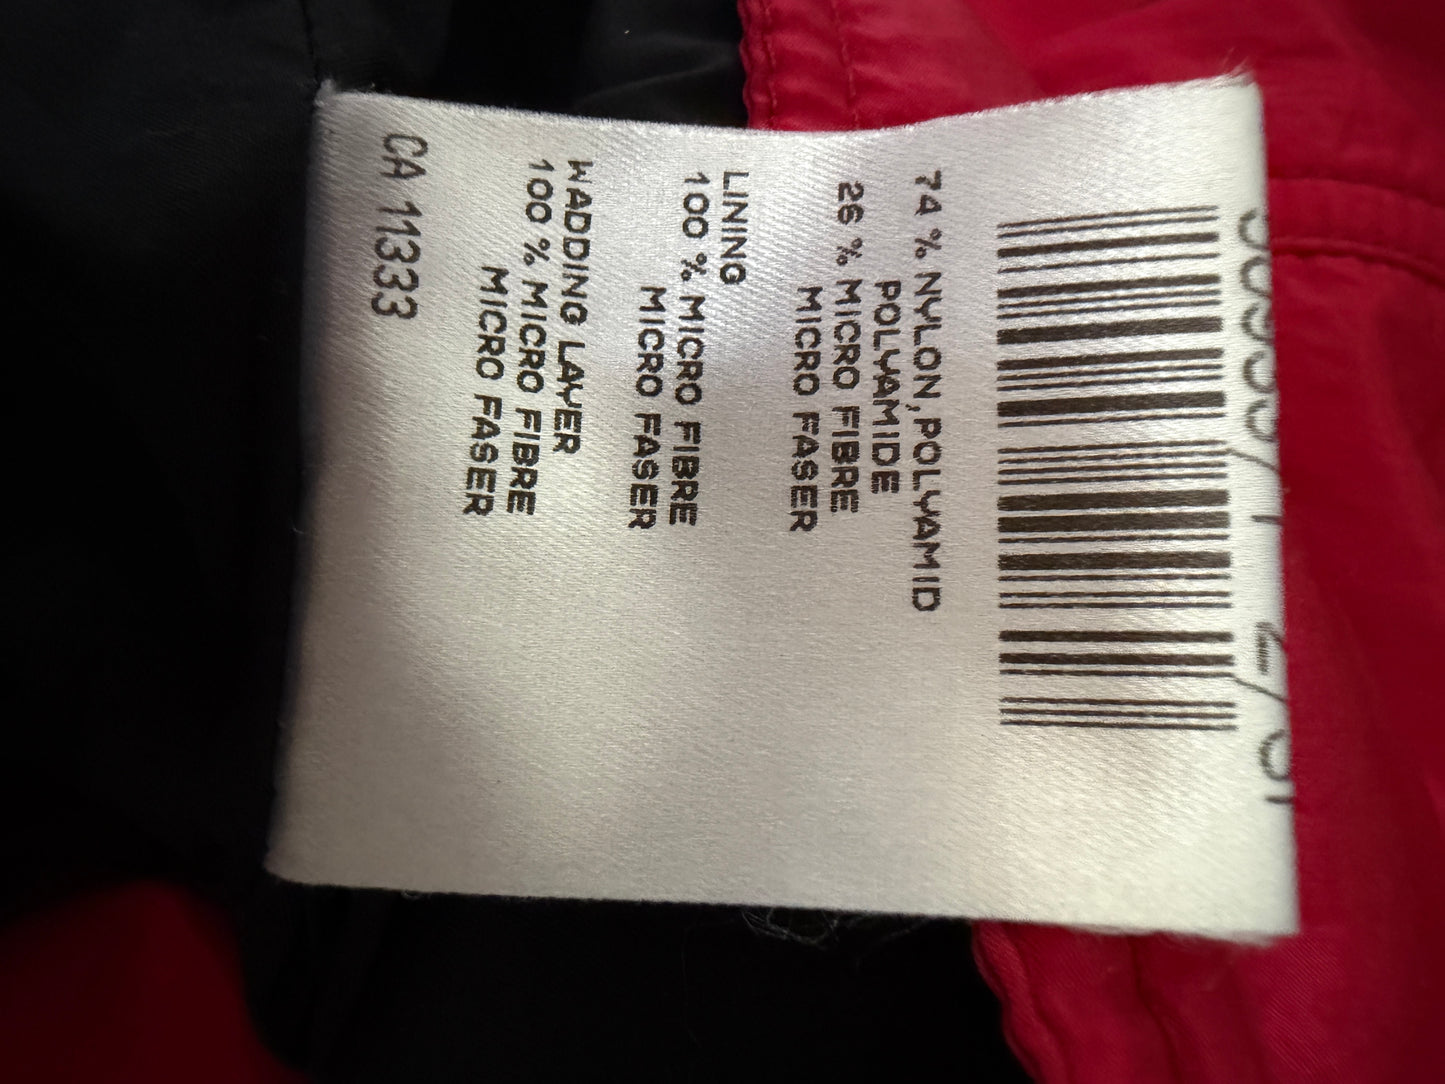 74 % NYLON,POLYAMID
POLYAMIDE
26 % MICRO FIBRE
MICRO FASER
LINING
100 % MICRO FIBRE
MICRO FASER
WADDING LAYER
100 % MICRO FIBRE
MICRO FASER
CA 11333